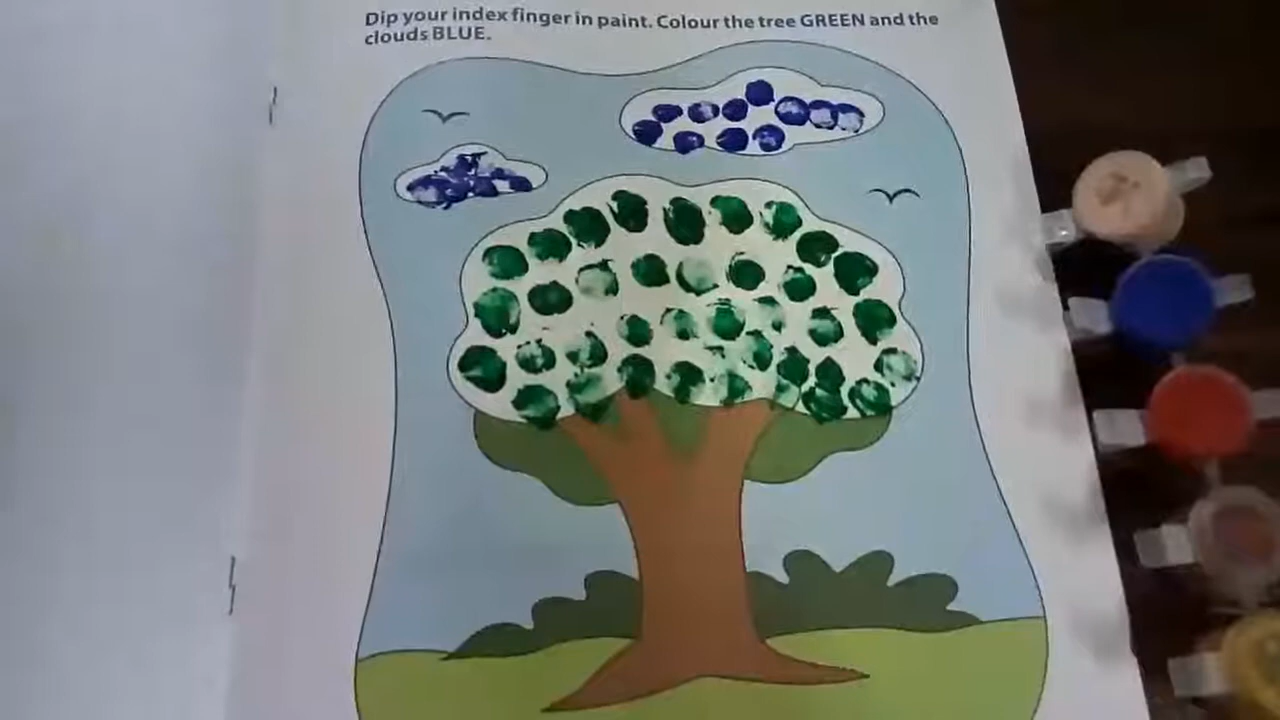 Dip your index finger in paint. Colour the tree GREEN and the
clouds BLUE.